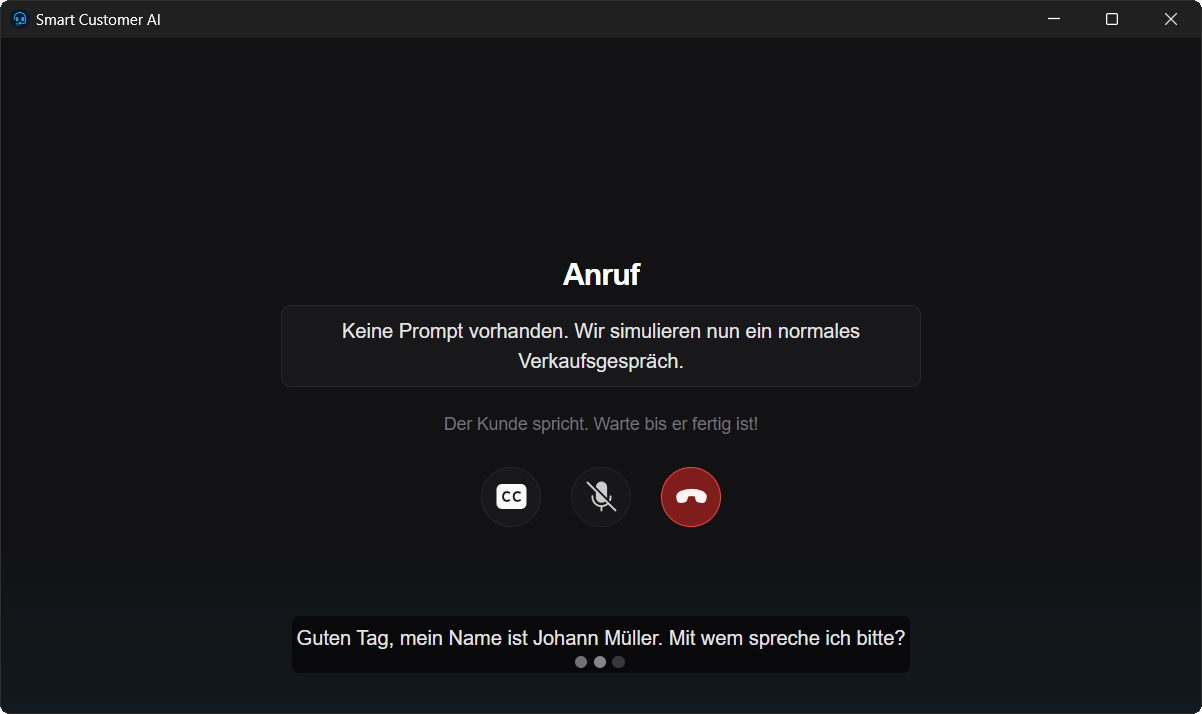 Smart Customer AI
Anruf
Keine Prompt vorhanden. Wir simulieren nun ein normales
Verkaufsgespräch.
Der Kunde spricht. Warte bis er fertig ist!
CC
Guten Tag, mein Name ist Johann Müller. Mit wem spreche ich bitte?